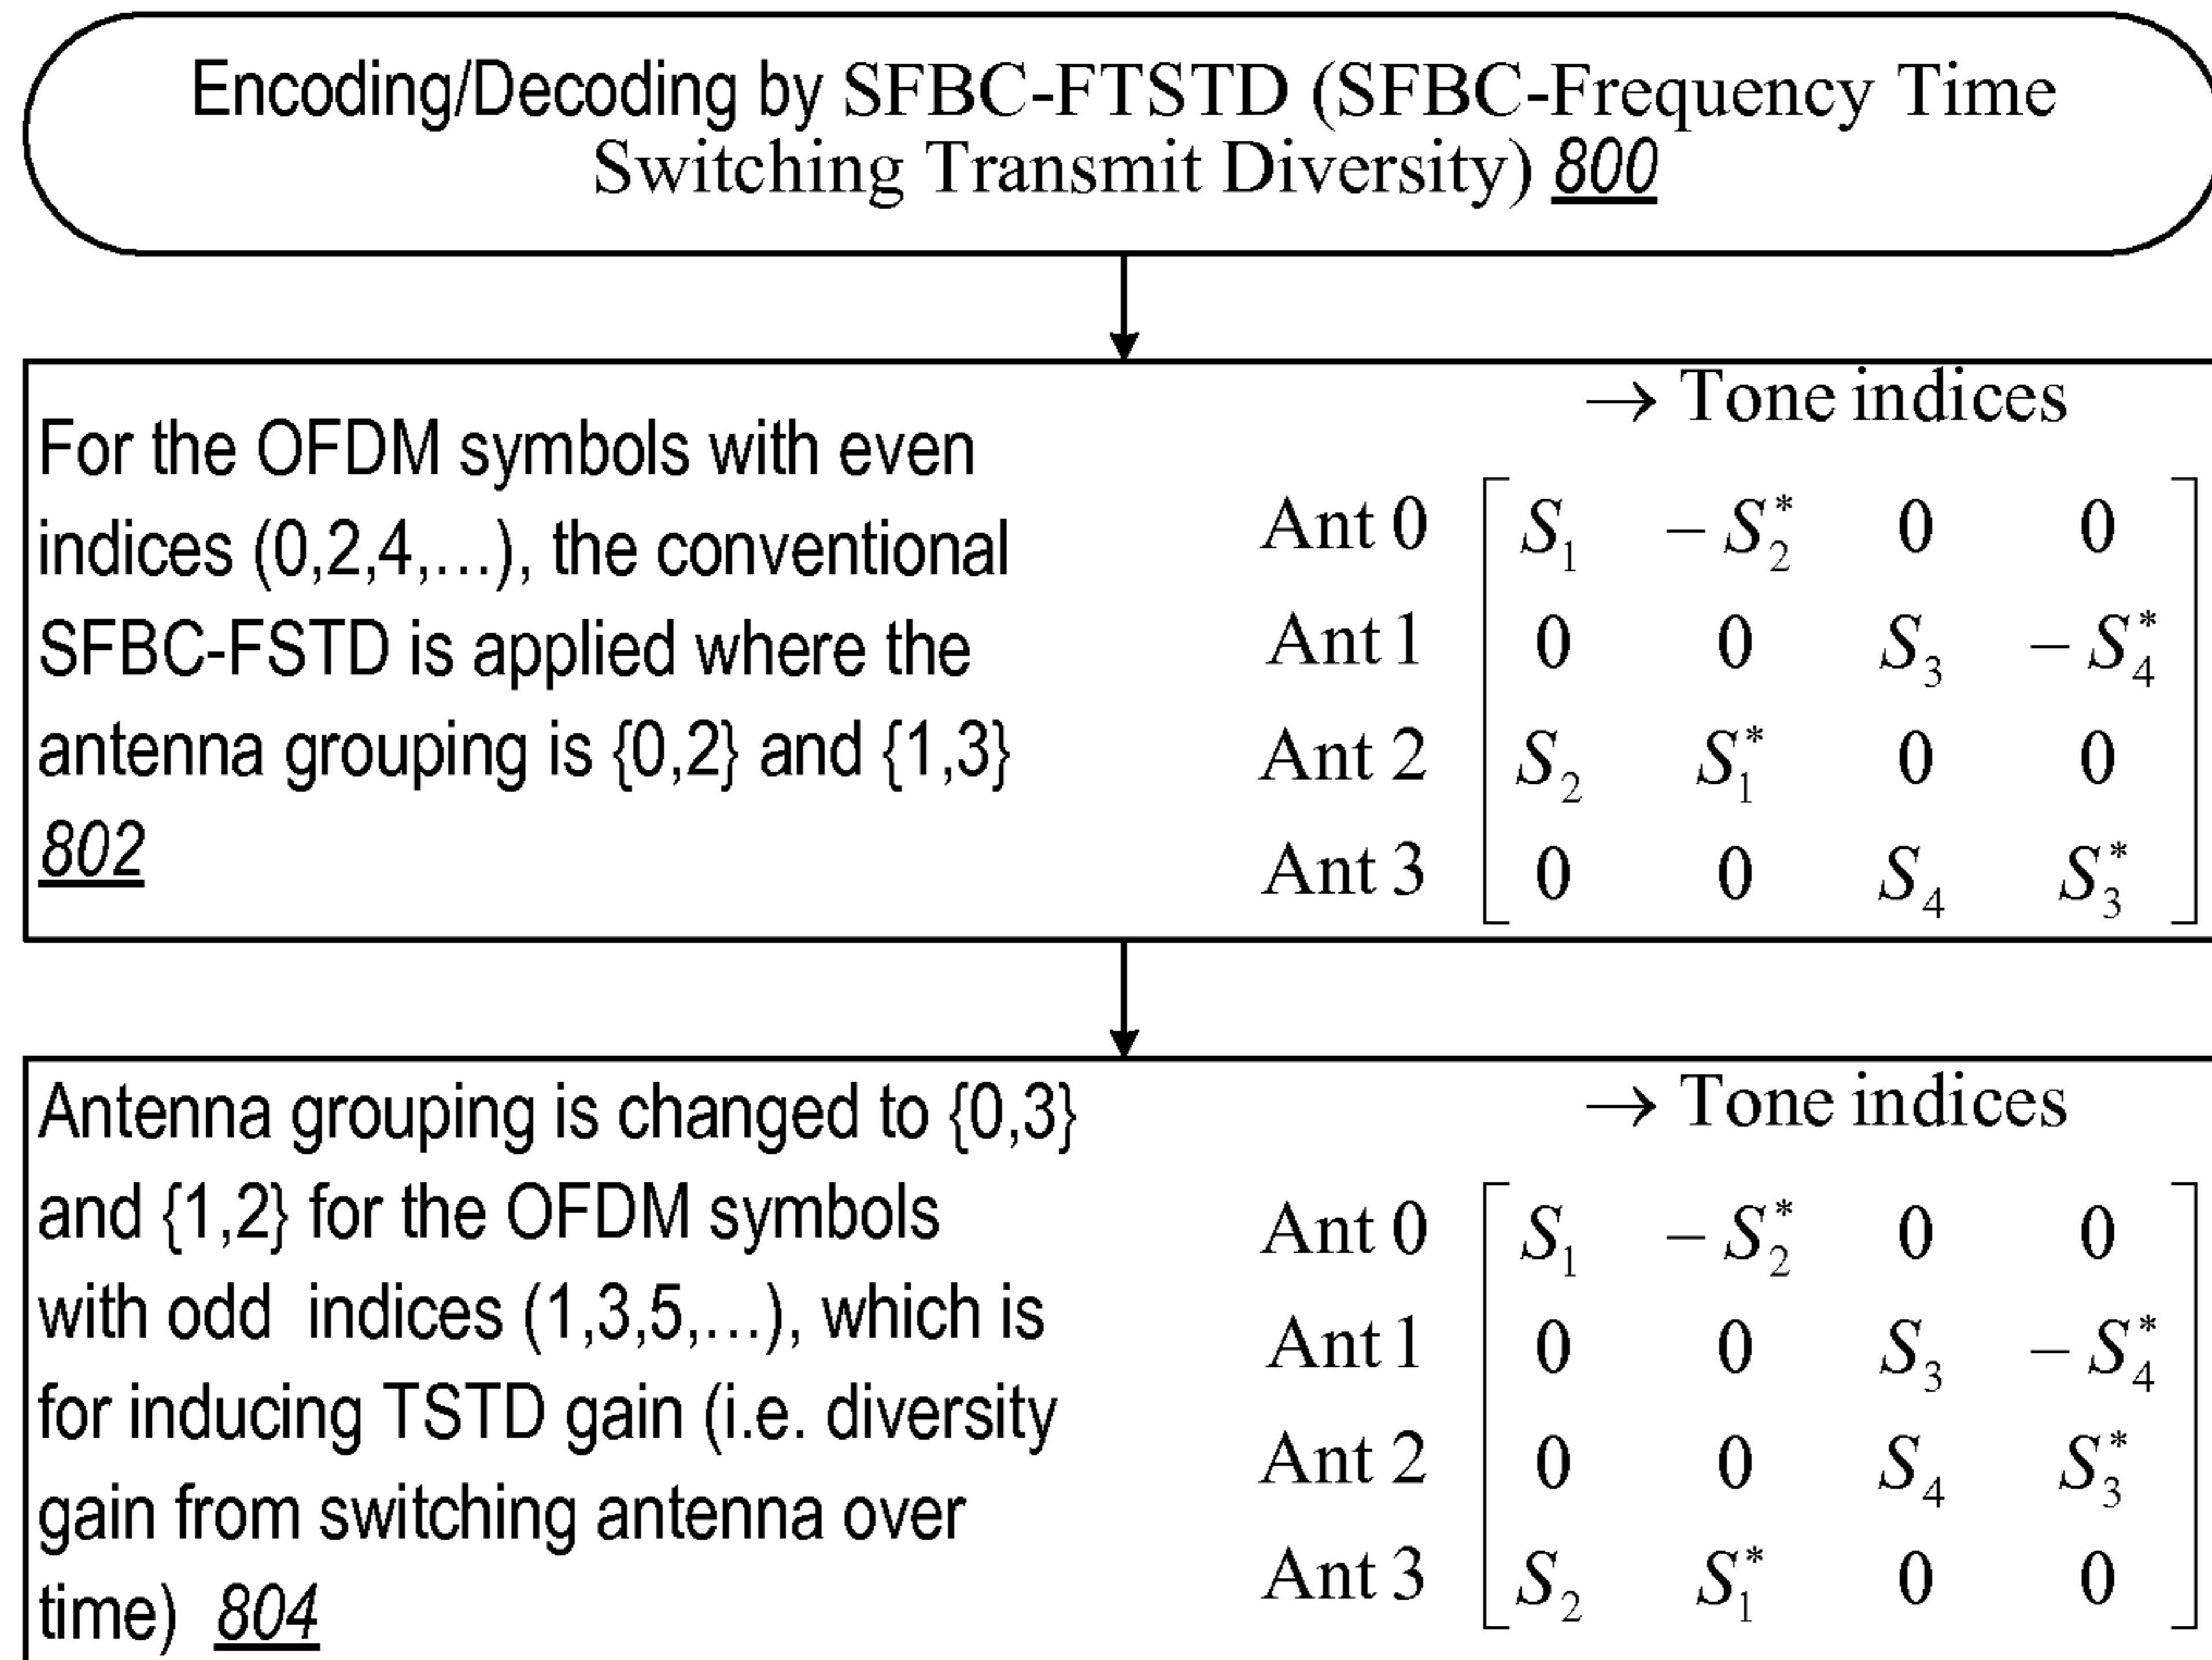 Encoding/Decoding by SFBC-FTSTD (SFBC-Frequency Time
Switching Transmit Diversity) 800
For the OFDM symbols with even
indices (0,2,4,…), the conventional
SFBC-FSTD is applied where the
antenna grouping is {0,2} and {1,3}
802
→ Tone indices
Ant 0 [ S₁ − S₂* 0 0 ]
Ant 1 [ 0 0 S₃ − S₄* ]
Ant 2 [ S₂ S₁* 0 0 ]
Ant 3 [ 0 0 S₄ S₃* ]
Antenna grouping is changed to {0,3}
and {1,2} for the OFDM symbols
with odd indices (1,3,5,…), which is
for inducing TSTD gain (i.e. diversity
gain from switching antenna over
time) 804
→ Tone indices
Ant 0 [ S₁ − S₂* 0 0 ]
Ant 1 [ 0 0 S₃ − S₄* ]
Ant 2 [ 0 0 S₄ S₃* ]
Ant 3 [ S₂ S₁* 0 0 ]